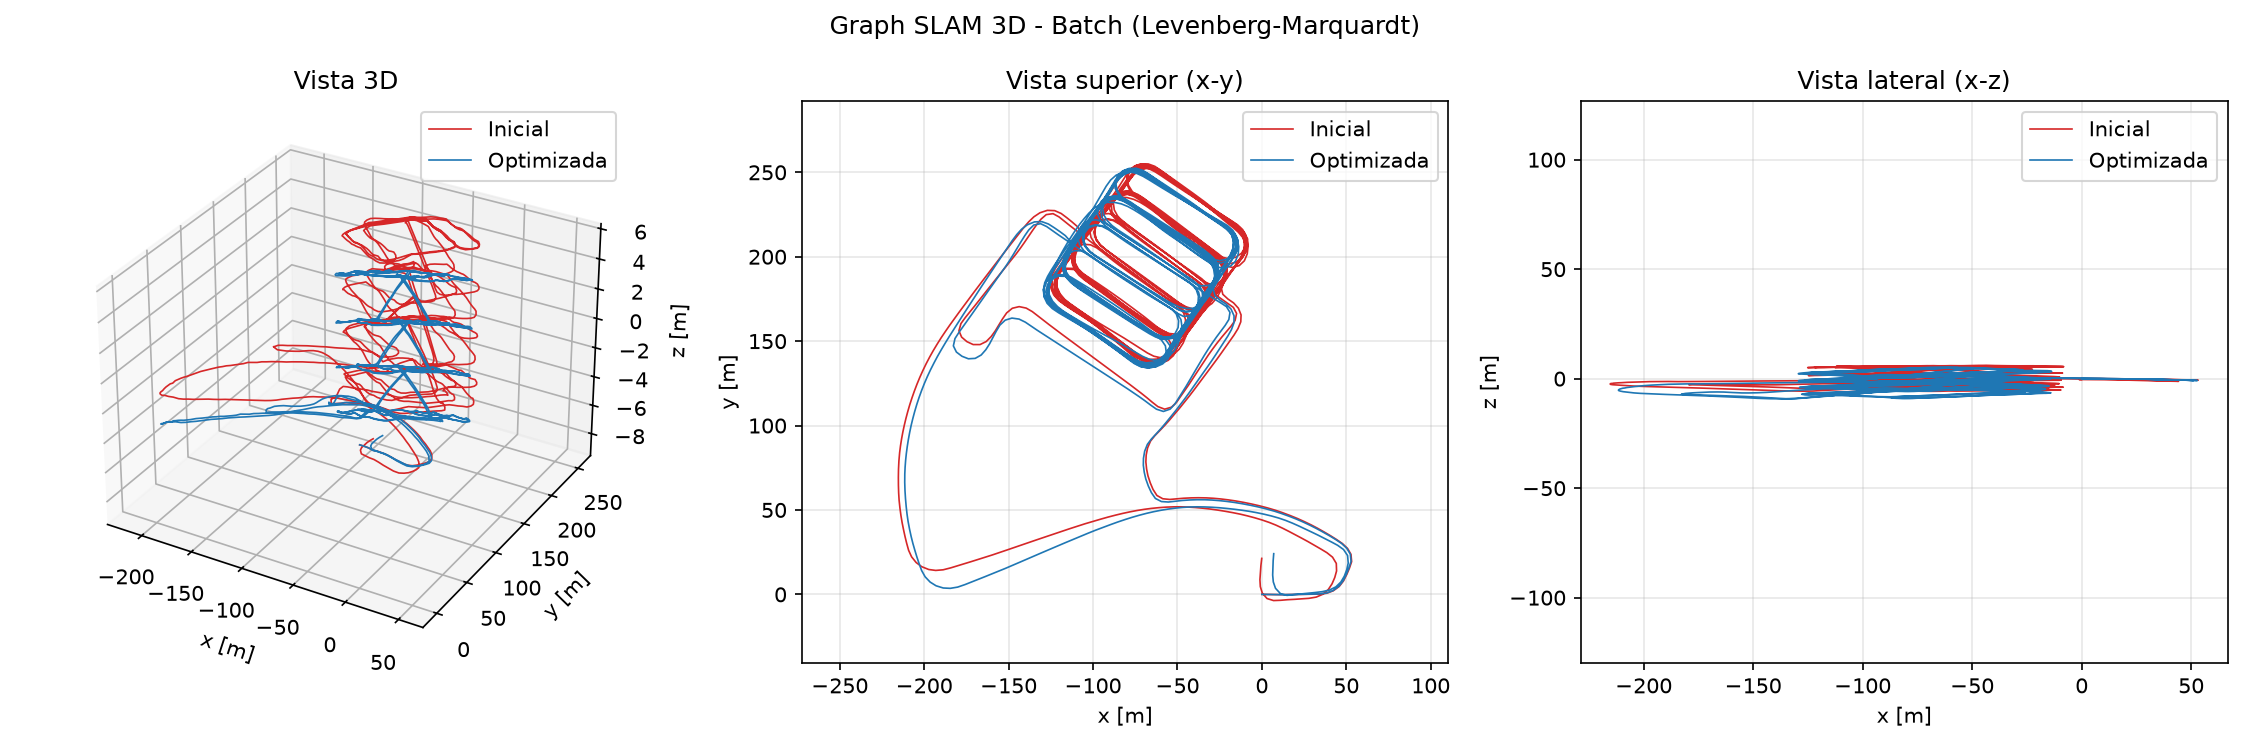 Graph SLAM 3D - Batch (Levenberg-Marquardt)
Vista 3D
Inicial
Optimizada
6
4
2
0
−2
−4
−6
−8
z [m]
250
200
150
100
50
0
y [m]
−200
−150
−100
−50
0
50
x [m]
Vista superior (x-y)
Inicial
Optimizada
250
200
150
100
50
0
y [m]
−250
−200
−150
−100
−50
0
50
100
x [m]
Vista lateral (x-z)
Inicial
Optimizada
100
50
0
−50
−100
z [m]
−200
−150
−100
−50
0
50
x [m]